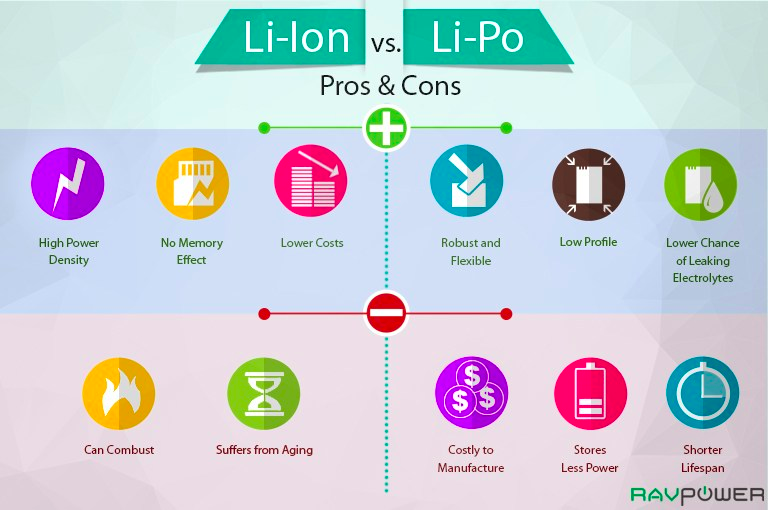 Li-Ion vs. Li-Po
Pros & Cons
High Power
Density
No Memory
Effect
Lower Costs
Robust and
Flexible
Low Profile
Lower Chance
of Leaking
Electrolytes
Can Combust
Suffers from Aging
$
$ $
Costly to
Manufacture
Stores
Less Power
Shorter
Lifespan
RAVPOWER